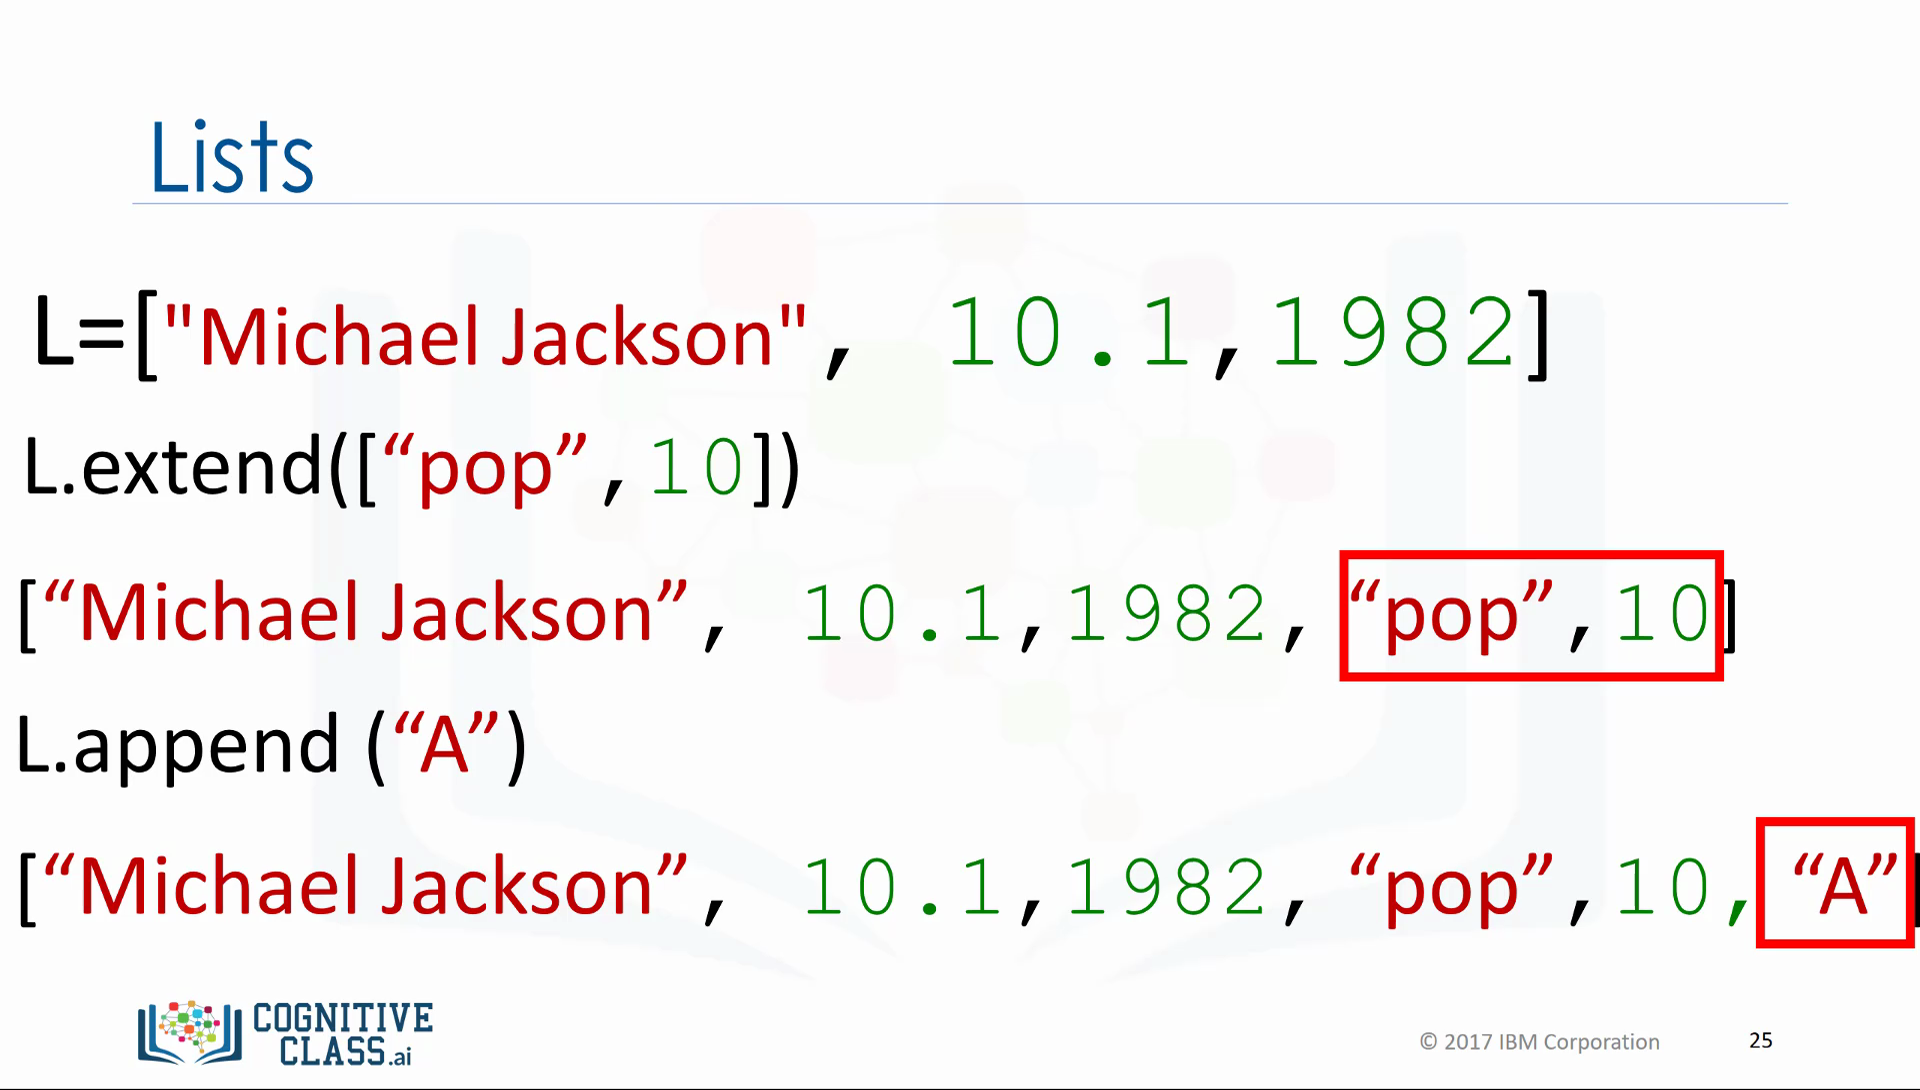 Lists
L=["Michael Jackson", 10.1,1982]
L.extend([“pop”,10])
[“Michael Jackson”, 10.1,1982, “pop”,10]
L.append (“A”)
[“Michael Jackson”, 10.1,1982, “pop”,10, “A”]
COGNITIVE
CLASS.ai
© 2017 IBM Corporation 25